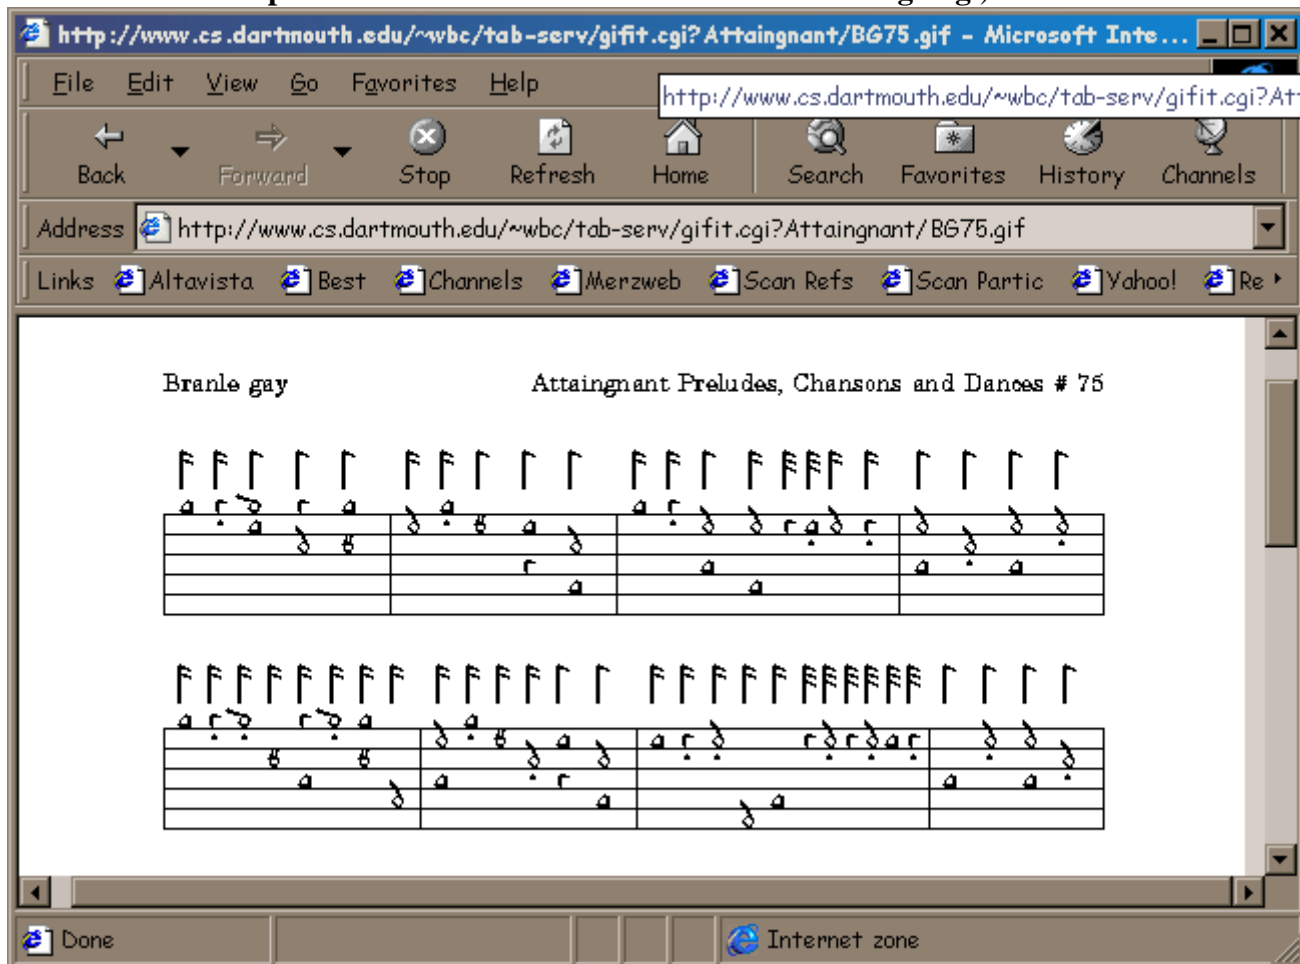 http://www.cs.dartmouth.edu/~wbc/tab-serv/gifit.cgi?Attaingnant/BG75.gif - Microsoft Inte...
File Edit View Go Favorites Help
http://www.cs.dartmouth.edu/~wbc/tab-serv/gifit.cgi?At
Back Forward Stop Refresh Home Search Favorites History Channels
Address http://www.cs.dartmouth.edu/~wbc/tab-serv/gifit.cgi?Attaingnant/BG75.gif
Links Altavista Best Channels Merzweb Scan Refs Scan Partic Yahoo! Re
Branle gay Attaingnant Preludes, Chansons and Dances # 75
Done Internet zone